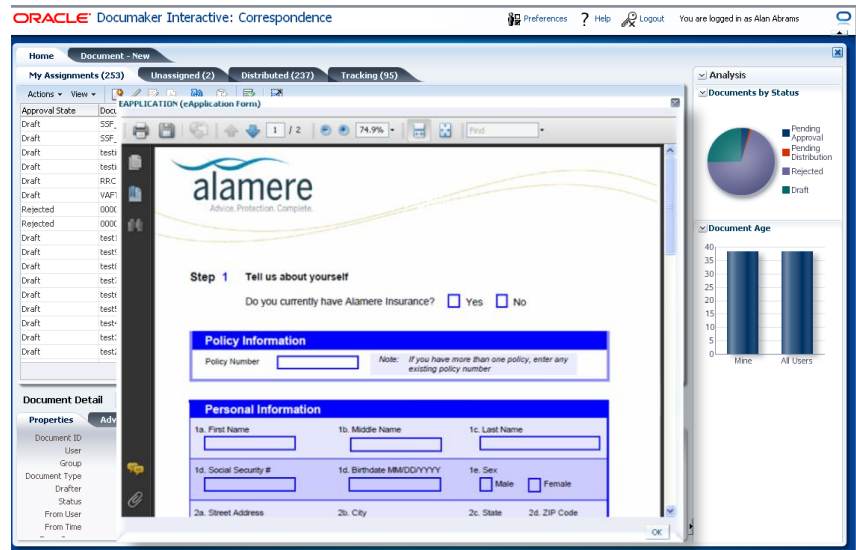 ORACLE Documaker Interactive: Correspondence
Preferences Help Logout You are logged in as Alan Abrams
Home Document - New
My Assignments (253) Unassigned (2) Distributed (237) Tracking (95)
Actions View
Approval State
Draft SSF_
Draft SSF_
Draft
Draft
Draft RRC
Draft
Rejected 000
Rejected 000
Draft
Draft
Draft
Draft
Draft
Draft
Draft
Draft
Draft
EAPPLICATION (eApplication Form)
1 / 2 74.9% Find
alamere
Advice. Protection. Complete.
Step 1 Tell us about yourself
Do you currently have Alamere Insurance? Yes No
Policy Information
Policy Number Note: If you have more than one policy, enter any
existing policy number
Personal Information
1a. First Name 1b. Middle Name 1c. Last Name
1d. Social Security # 1d. Birthdate MM/DD/YYYY 1e. Sex
Male Female
2a. Street Address 2b. City 2c. State 2d. ZIP Code
OK
Document Detail
Properties Adv
Document ID
User
Group
Document Type
Drafter
Status
From User
From Time
Analysis
Documents by Status
Pending
Approval
Pending
Distribution
Rejected
Draft
Document Age
40
35
30
25
20
15
10
5
0
Mine All Users